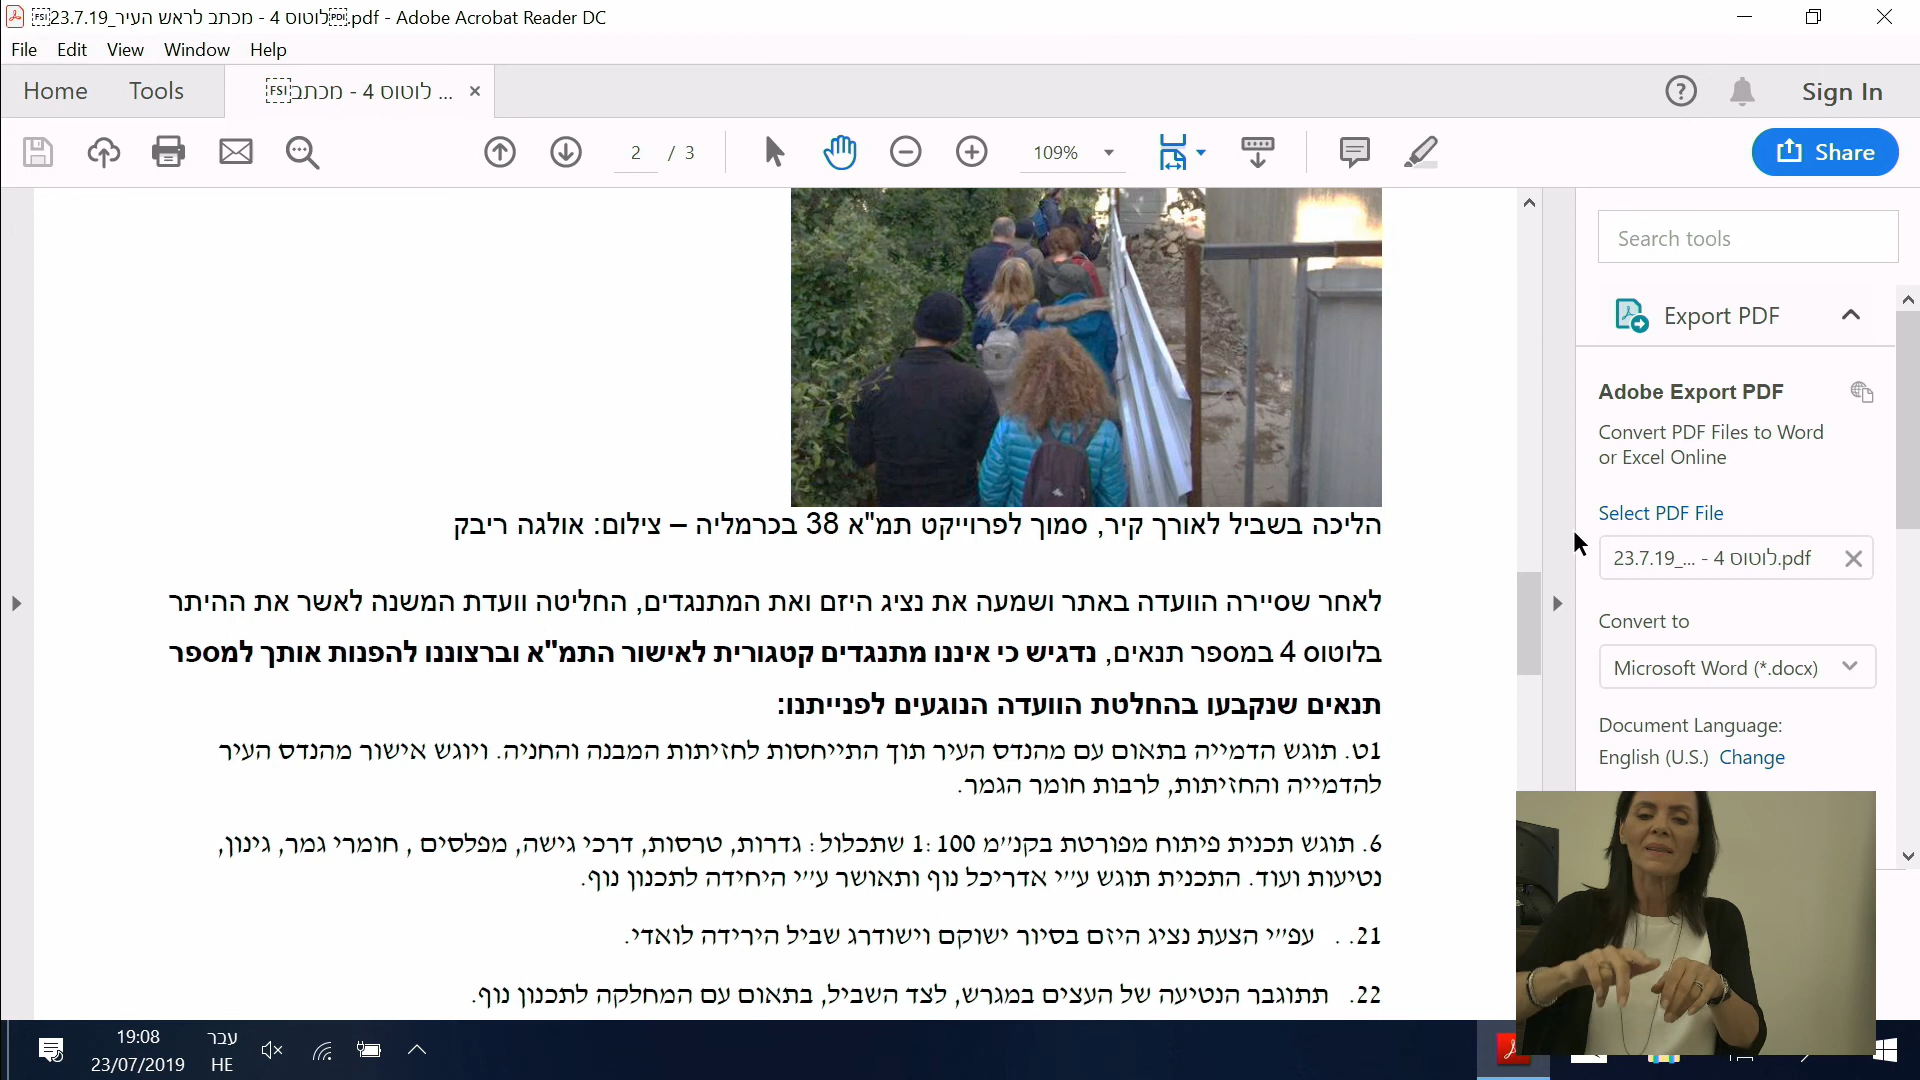 23.7.19_לוטוס 4 - מכתב לראש העיר.pdf - Adobe Acrobat Reader DC
File Edit View Window Help
Home Tools לוטוס 4 - מכתב ... × Sign In
2 / 3 109% Share
Search tools
Export PDF
Adobe Export PDF
Convert PDF Files to Word
or Excel Online
Select PDF File
23.7.19_... - 4 לוטוס.pdf
Convert to
Microsoft Word (*.docx)
Document Language:
English (U.S.) Change
הליכה בשביל לאורך קיר, סמוך לפרוייקט תמ"א 38 בכרמליה – צילום: אולגה ריבק
לאחר שסיירה הוועדה באתר ושמעה את נציג היזם ואת המתנגדים, החליטה וועדת המשנה לאשר את ההיתר
בלוטוס 4 במספר תנאים, נדגיש כי איננו מתנגדים קטגורית לאישור התמ"א וברצוננו להפנות אותך למספר
תנאים שנקבעו בהחלטת הוועדה הנוגעים לפנייתנו:
1ט. תוגש הדמייה בתאום עם מהנדס העיר תוך התייחסות לחזיתות המבנה והחניה. ויוגש אישור מהנדס העיר
להדמייה והחזיתות, לרבות חומר הגמר.
6. תוגש תכנית פיתוח מפורטת בקנ"מ 1:100 שתכלול: גדרות, טרסות, דרכי גישה, מפלסים , חומרי גמר, גינון,
נטיעות ועוד. התכנית תוגש ע"י אדריכל נוף ותאושר ע"י היחידה לתכנון נוף.
21. . עפ"י הצעת נציג היזם בסיור ישוקם וישודרג שביל הירידה לואדי.
22. תתוגבר הנטיעה של העצים במגרש, לצד השביל, בתאום עם המחלקה לתכנון נוף.
19:08 עבר
23/07/2019 HE